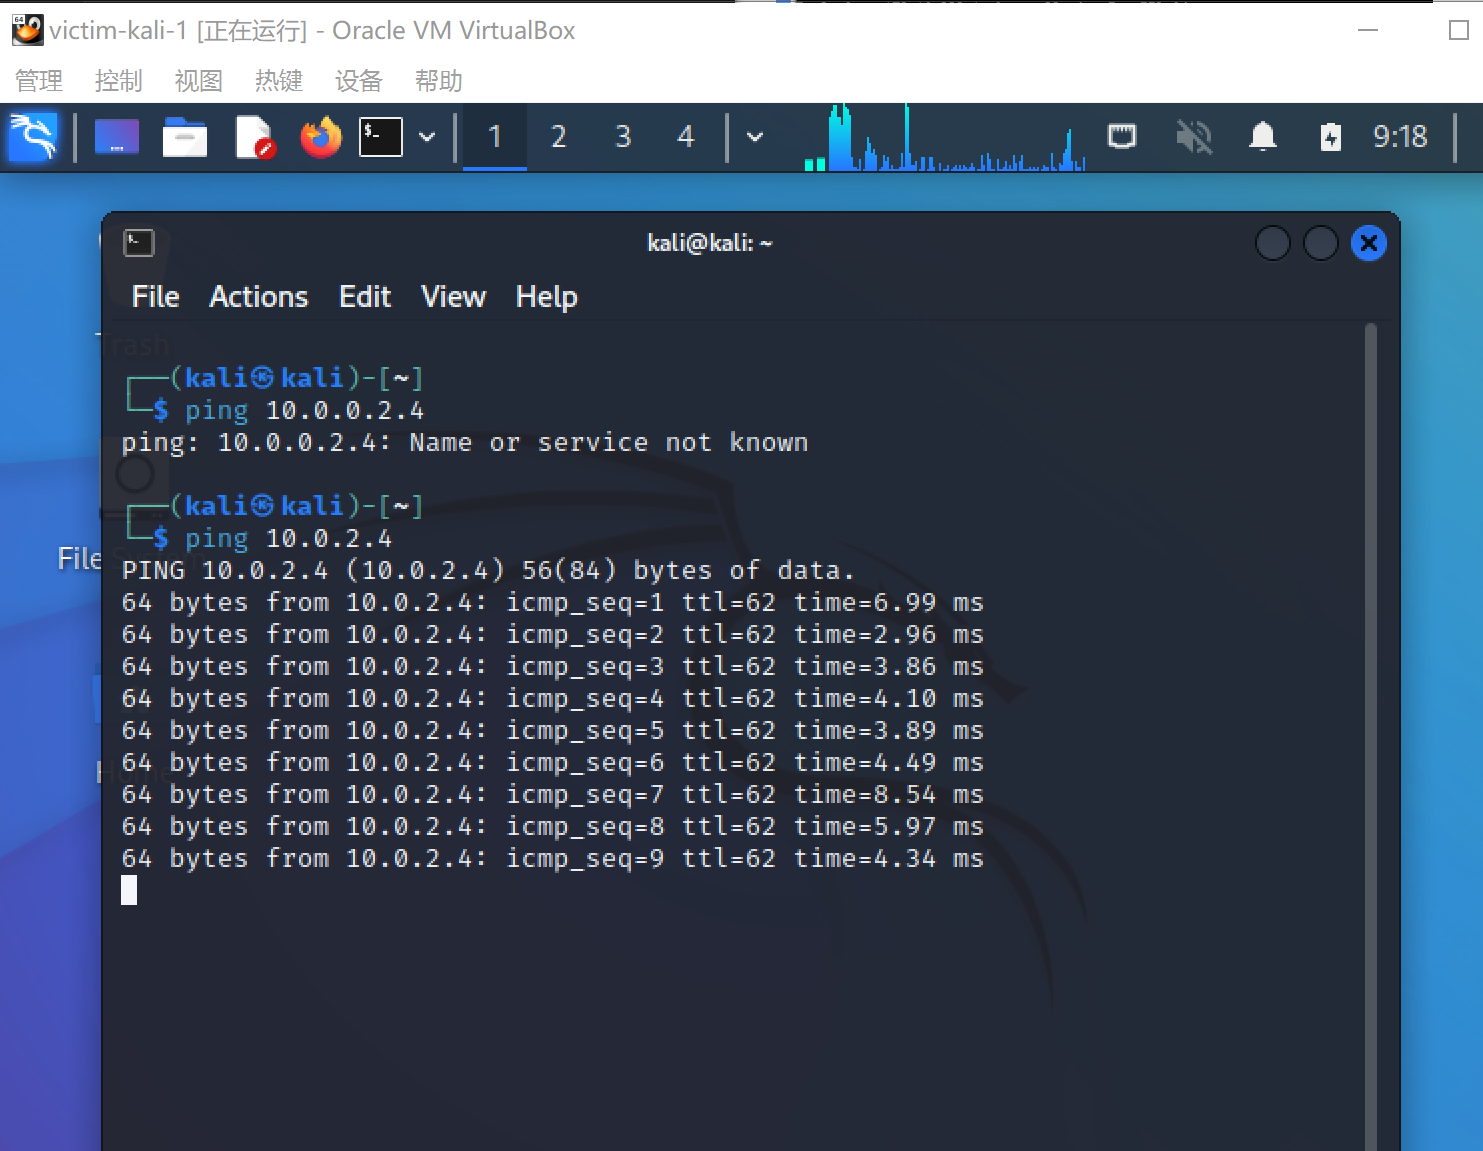 victim-kali-1 [正在运行] - Oracle VM VirtualBox
管理 控制 视图 热键 设备 帮助
1 2 3 4 9:18
kali@kali: ~
File Actions Edit View Help
Trash
┌──(kali㉿kali)-[~]
└─$ ping 10.0.0.2.4
ping: 10.0.0.2.4: Name or service not known
┌──(kali㉿kali)-[~]
└─$ ping 10.0.2.4
File System
PING 10.0.2.4 (10.0.2.4) 56(84) bytes of data.
64 bytes from 10.0.2.4: icmp_seq=1 ttl=62 time=6.99 ms
64 bytes from 10.0.2.4: icmp_seq=2 ttl=62 time=2.96 ms
64 bytes from 10.0.2.4: icmp_seq=3 ttl=62 time=3.86 ms
64 bytes from 10.0.2.4: icmp_seq=4 ttl=62 time=4.10 ms
64 bytes from 10.0.2.4: icmp_seq=5 ttl=62 time=3.89 ms
64 bytes from 10.0.2.4: icmp_seq=6 ttl=62 time=4.49 ms
Home
64 bytes from 10.0.2.4: icmp_seq=7 ttl=62 time=8.54 ms
64 bytes from 10.0.2.4: icmp_seq=8 ttl=62 time=5.97 ms
64 bytes from 10.0.2.4: icmp_seq=9 ttl=62 time=4.34 ms